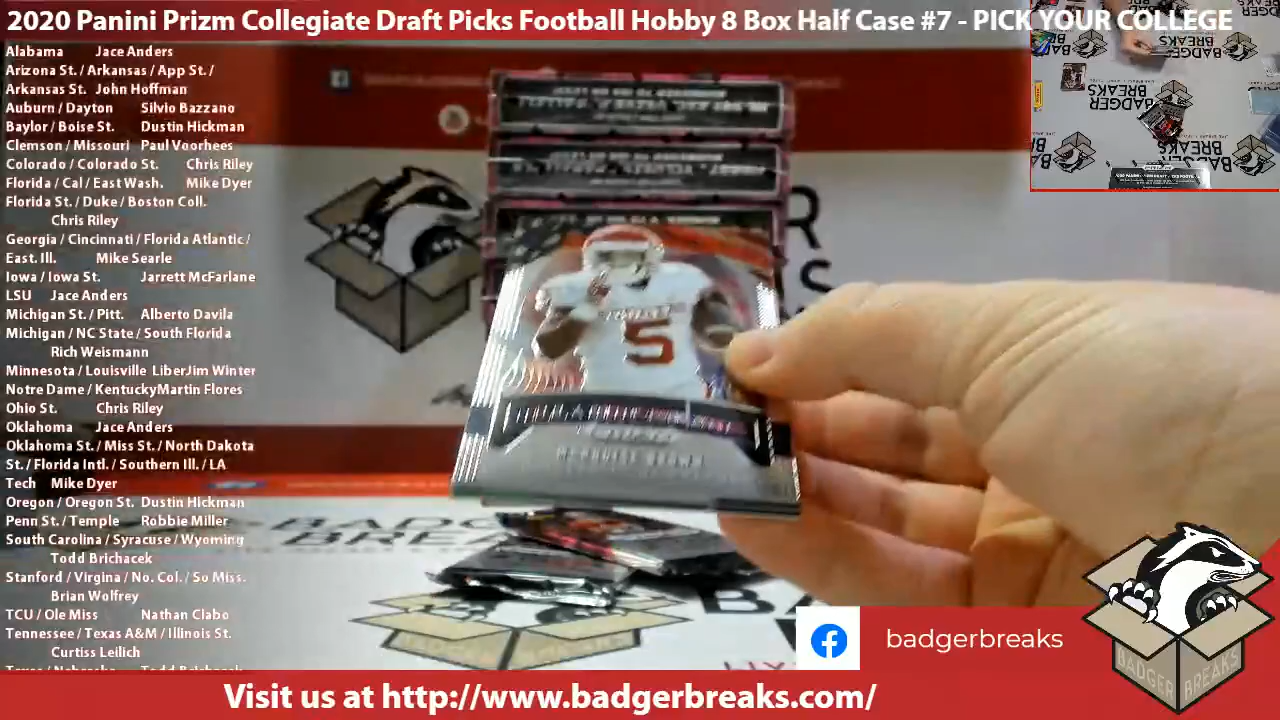 2020 Panini Prizm Collegiate Draft Picks Football Hobby 8 Box Half Case #7 - PICK YOUR COLLEGE
Alabama Jace Anders
Arizona St. / Arkansas / App St. /
Arkansas St. John Hoffman
Auburn / Dayton Silvio Bazzano
Baylor / Boise St. Dustin Hickman
Clemson / Missouri Paul Voorhees
Colorado / Colorado St. Chris Riley
Florida / Cal / East Wash. Mike Dyer
Florida St. / Duke / Boston Coll.
Chris Riley
Georgia / Cincinnati / Florida Atlantic /
East. Ill. Mike Searle
Iowa / Iowa St. Jarrett McFarlane
LSU Jace Anders
Michigan St. / Pitt. Alberto Davila
Michigan / NC State / South Florida
Rich Weismann
Minnesota / Louisville LiberJim Winter
Notre Dame / KentuckyMartin Flores
Ohio St. Chris Riley
Oklahoma Jace Anders
Oklahoma St. / Miss St. / North Dakota
St. / Florida Intl. / Southern Ill. / LA
Tech Mike Dyer
Oregon / Oregon St. Dustin Hickman
Penn St. / Temple Robbie Miller
South Carolina / Syracuse / Wyoming
Todd Brichacek
Stanford / Virgina / No. Col. / So Miss.
Brian Wolfrey
TCU / Ole Miss Nathan Clabo
Tennessee / Texas A&M / Illinois St.
Curtiss Leilich
BADGER
BREAKS
5
BROWN
badgerbreaks
BADGER BREAKS
Visit us at http://www.badgerbreaks.com/